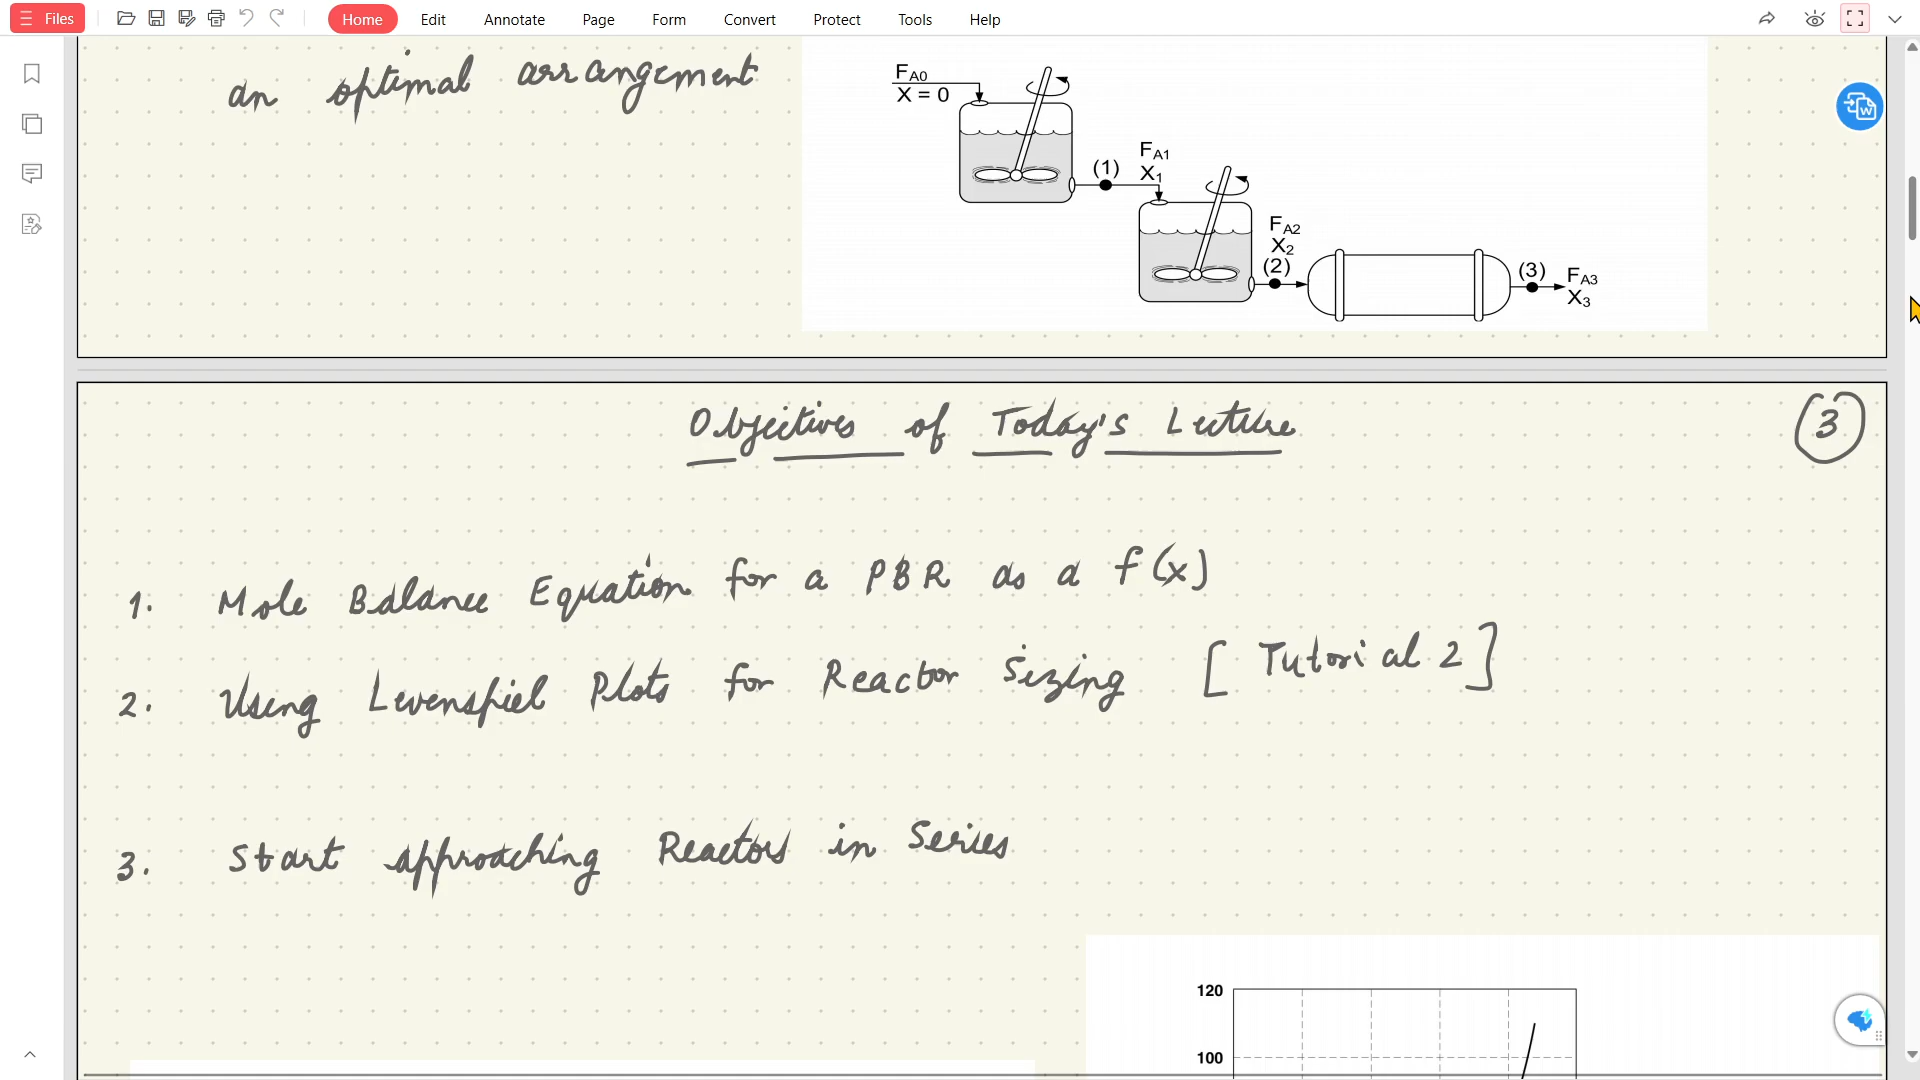 Files Home Edit Annotate Page Form Convert Protect Tools Help
an optimal arrangement
FA0
X = 0
(1)
FA1
X1
FA2
X2
(2)
(3)
FA3
X3
Objectives of Today's Lecture
3
1. Mole Balance Equation for a PBR as a f(x)
2. Using Levenspiel Plots for Reactor Sizing [Tutorial 2]
3. Start approaching Reactors in Series
120
100